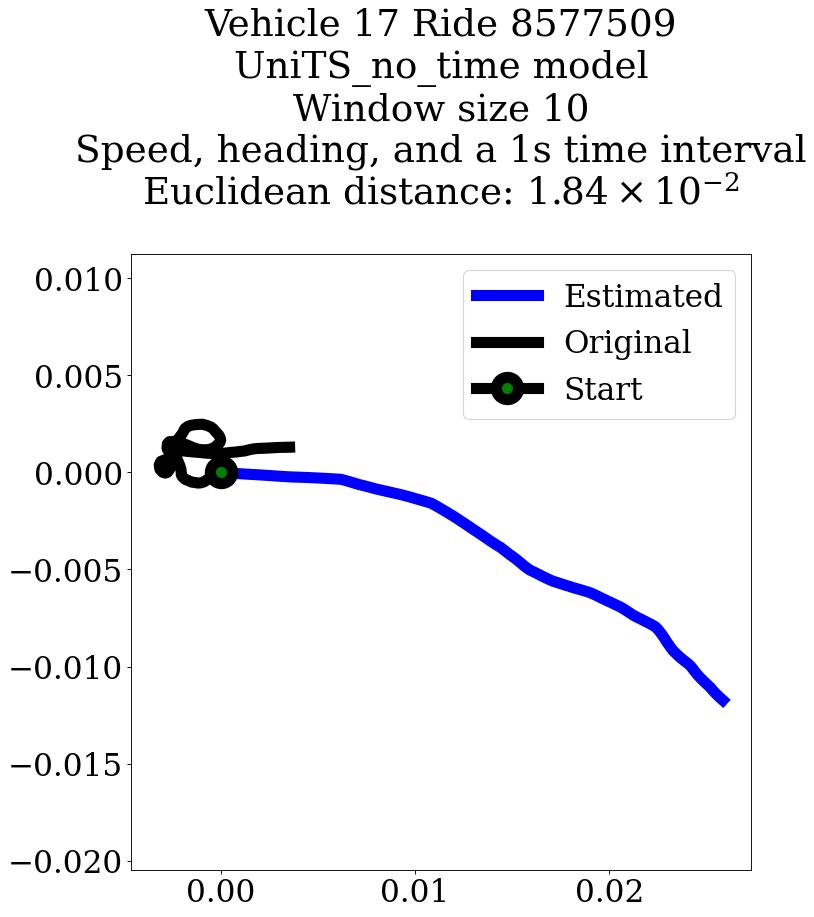 Vehicle 17 Ride 8577509
UniTS_no_time model
Window size 10
Speed, heading, and a 1s time interval
Euclidean distance: 1.84 × 10⁻²
Estimated
Original
Start
0.010
0.005
0.000
−0.005
−0.010
−0.015
−0.020
0.00 0.01 0.02